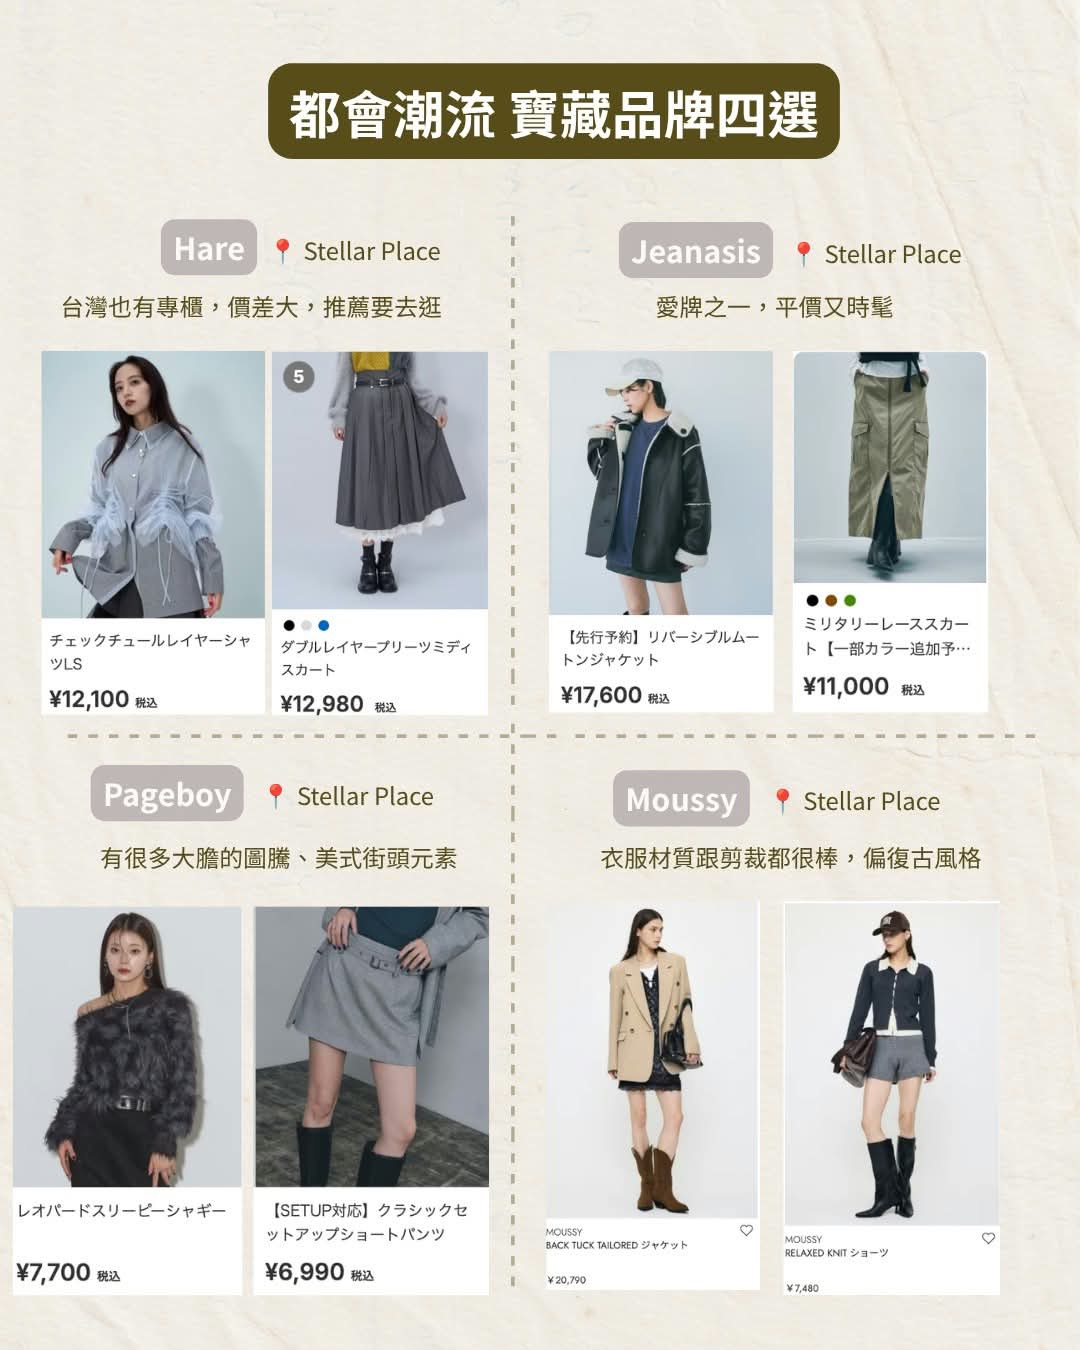 都會潮流 寶藏品牌四選
Hare
Stellar Place
台灣也有專櫃，價差大，推薦要去逛
5
チェックチュールレイヤーシャ
ツLS
¥12,100 税込
ダブルレイヤープリーツミディ
スカート
¥12,980 税込
Jeanasis
Stellar Place
愛牌之一，平價又時髦
【先行予約】リバーシブルムー
トンジャケット
¥17,600 税込
ミリタリーレーススカー
ト【一部カラー追加予…
¥11,000 税込
Pageboy
Stellar Place
有很多大膽的圖騰、美式街頭元素
レオパードスリーピーシャギー
¥7,700 税込
【SETUP対応】クラシックセ
ットアップショートパンツ
¥6,990 税込
Moussy
Stellar Place
衣服材質跟剪裁都很棒，偏復古風格
MOUSSY
BACK TUCK TAILORED ジャケット
¥20,790
MOUSSY
RELAXED KNIT ショーツ
¥7,480